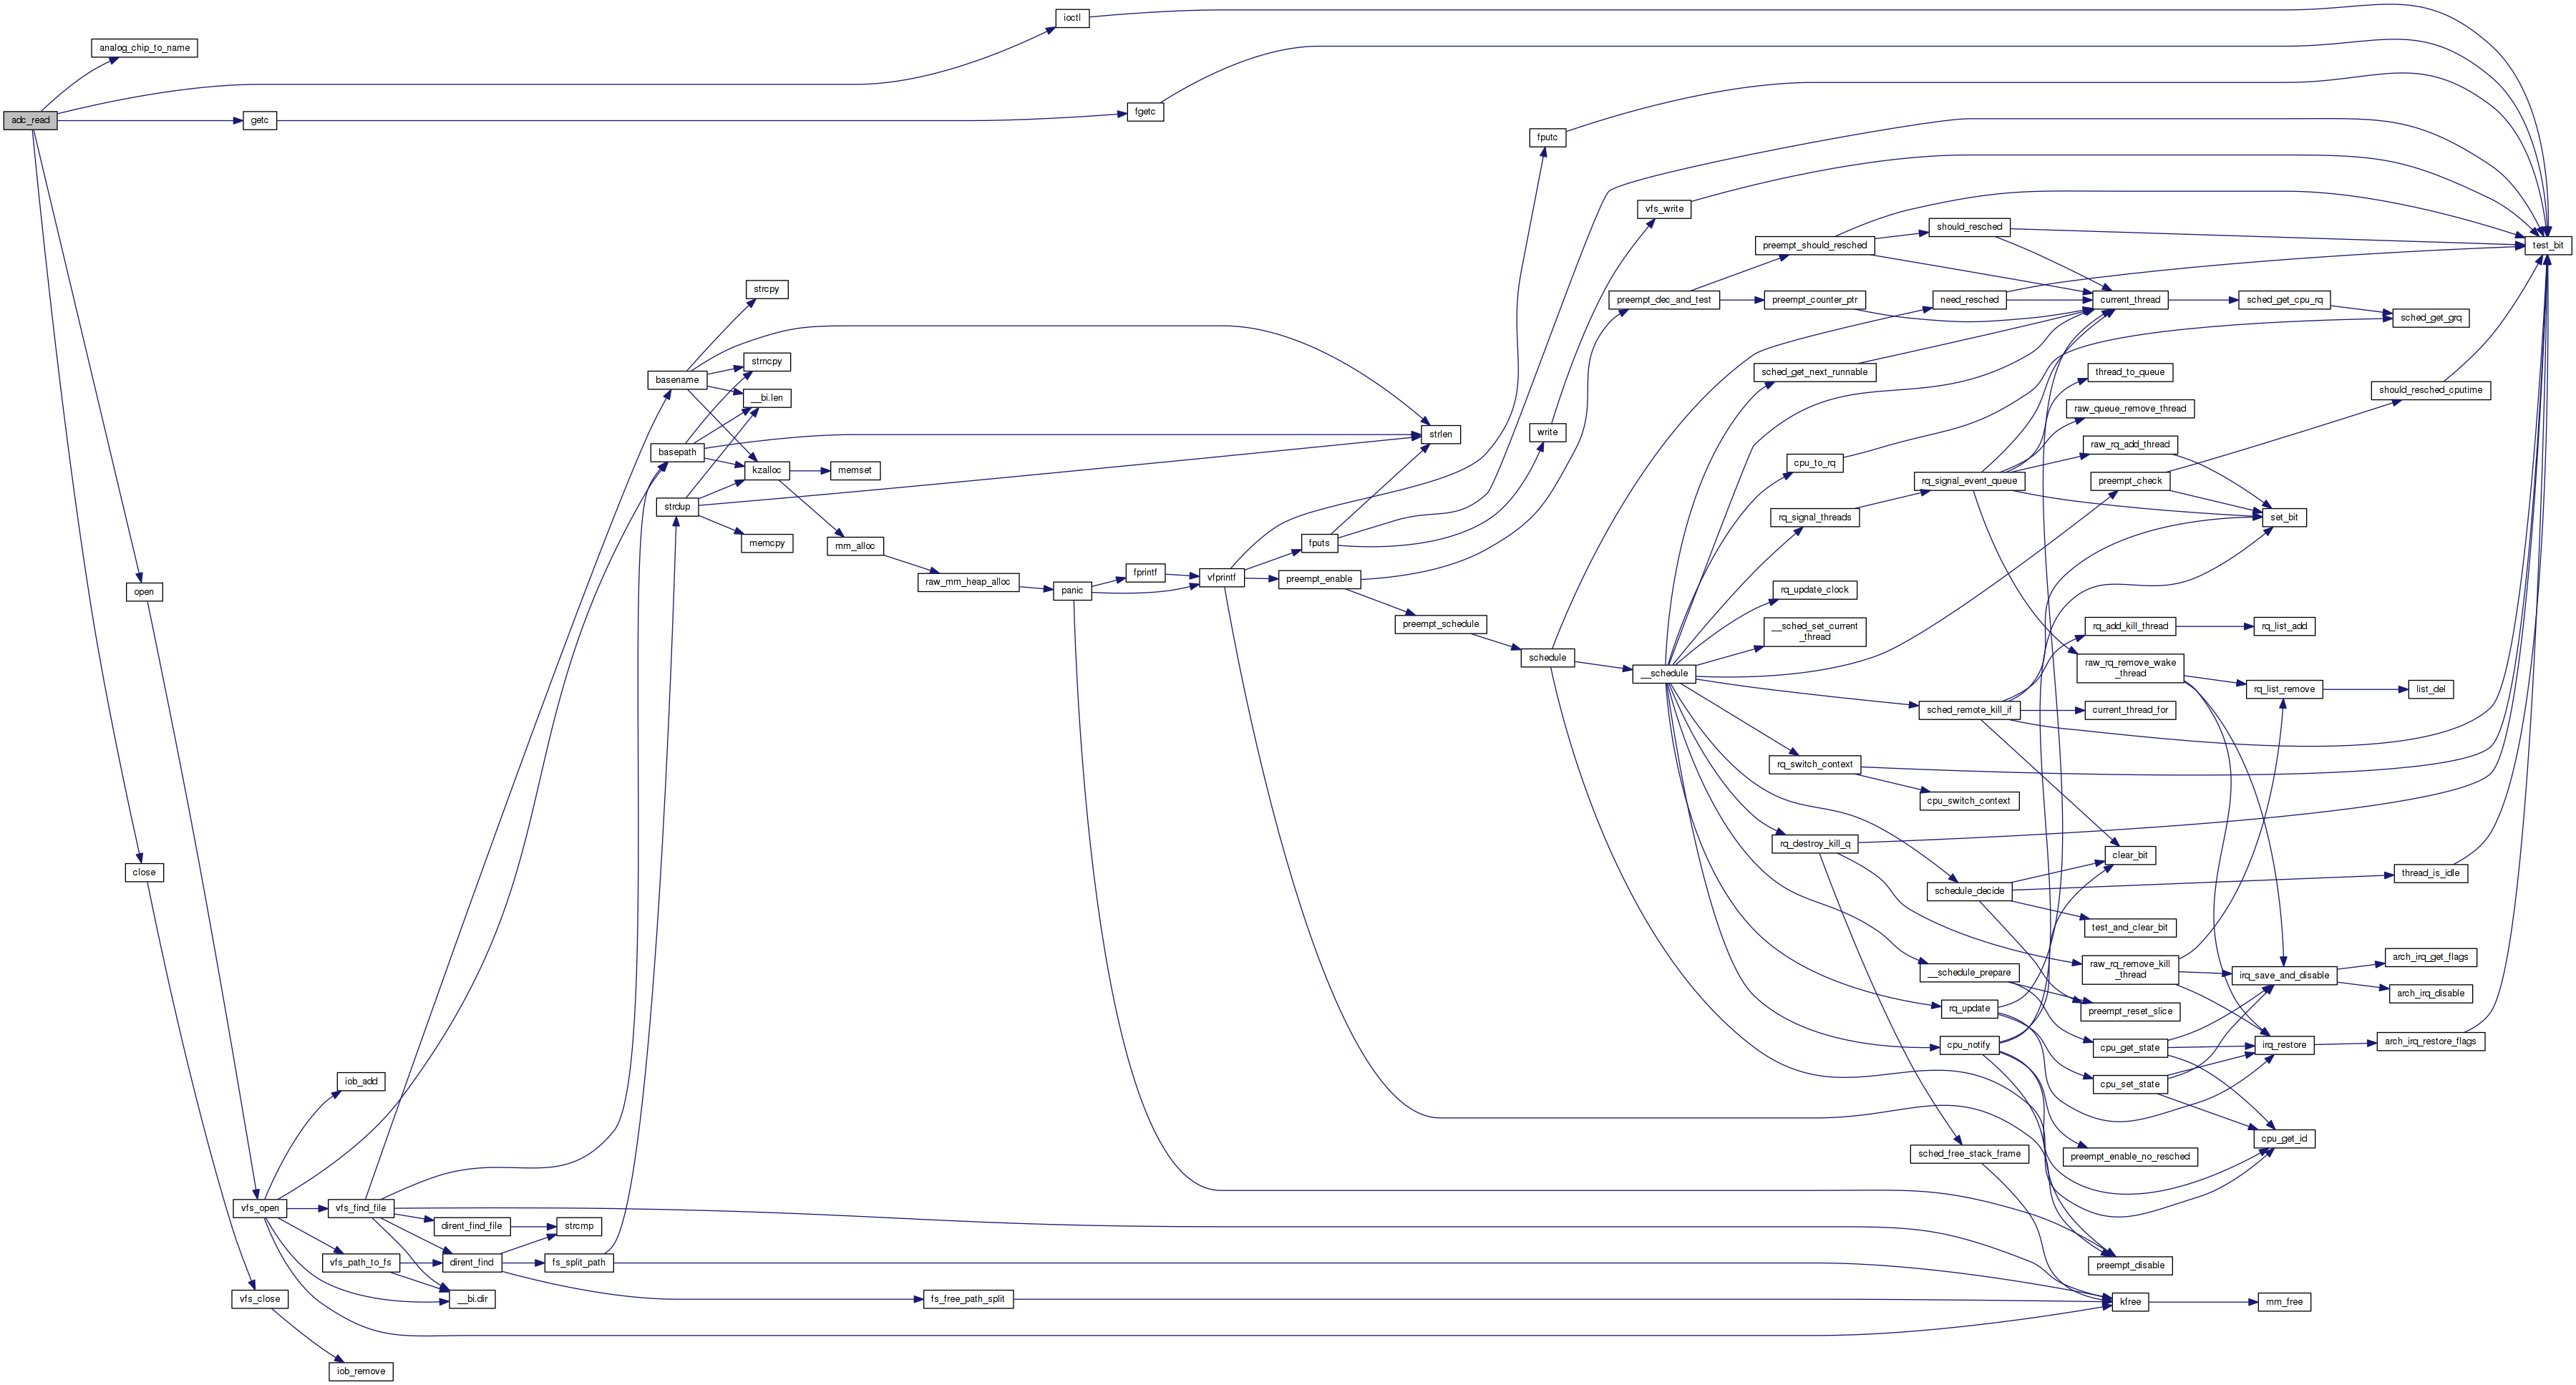 ioctl
analog_chip_to_name
adc_read
getc
fgetc
fputc
vfs_write
should_resched
preempt_should_resched
test_bit
strcpy
preempt_dec_and_test
preempt_counter_ptr
need_resched
current_thread
sched_get_cpu_rq
sched_get_grq
strncpy
basename
sched_get_next_runnable
thread_to_queue
should_resched_cputime
__bi.len
raw_queue_remove_thread
strlen
write
basepath
raw_rq_add_thread
kzalloc
memset
cpu_to_rq
rq_signal_event_queue
preempt_check
strdup
rq_signal_threads
set_bit
memcpy
mm_alloc
fputs
raw_mm_heap_alloc
fprintf
vfprintf
preempt_enable
open
panic
rq_update_clock
preempt_schedule
__sched_set_current
_thread
rq_add_kill_thread
rq_list_add
schedule
__schedule
raw_rq_remove_wake
_thread
rq_list_remove
list_del
sched_remote_kill_if
current_thread_for
rq_switch_context
cpu_switch_context
rq_destroy_kill_q
clear_bit
close
schedule_decide
thread_is_idle
test_and_clear_bit
__schedule_prepare
raw_rq_remove_kill
_thread
irq_save_and_disable
arch_irq_get_flags
arch_irq_disable
rq_update
preempt_reset_slice
cpu_notify
cpu_get_state
irq_restore
arch_irq_restore_flags
iob_add
cpu_set_state
cpu_get_id
sched_free_stack_frame
preempt_enable_no_resched
vfs_open
vfs_find_file
dirent_find_file
strcmp
vfs_path_to_fs
dirent_find
fs_split_path
preempt_disable
vfs_close
__bi.dir
fs_free_path_split
kfree
mm_free
iob_remove